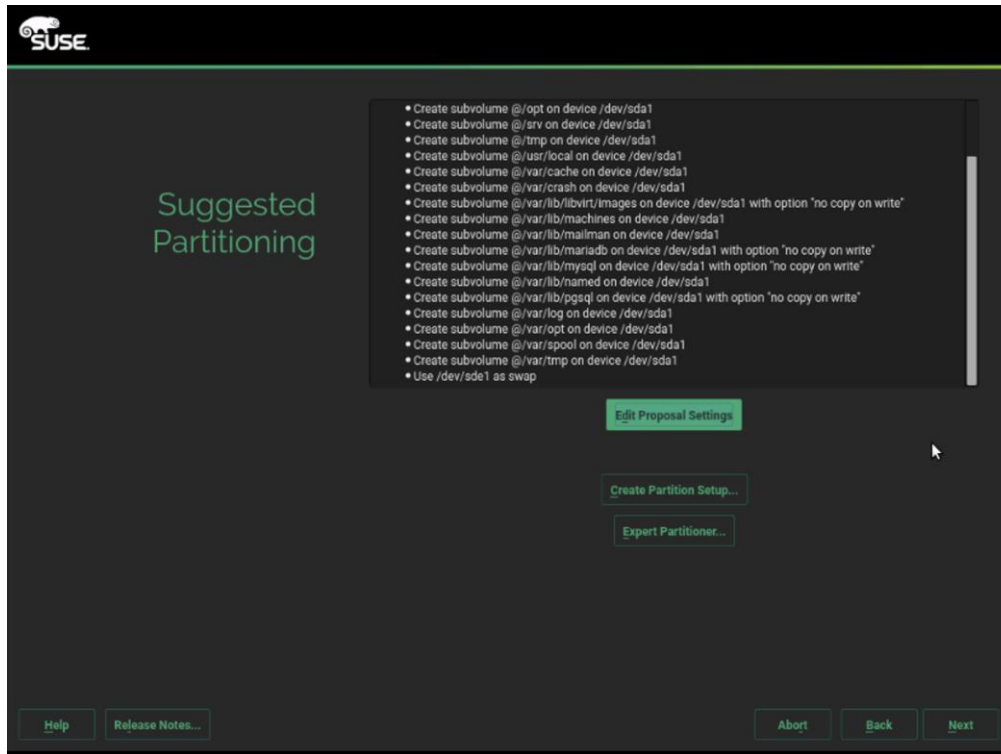 SUSE.
Suggested
Partitioning
• Create subvolume @/opt on device /dev/sda1
• Create subvolume @/srv on device /dev/sda1
• Create subvolume @/tmp on device /dev/sda1
• Create subvolume @/usr/local on device /dev/sda1
• Create subvolume @/var/cache on device /dev/sda1
• Create subvolume @/var/crash on device /dev/sda1
• Create subvolume @/var/lib/libvirt/images on device /dev/sda1 with option "no copy on write"
• Create subvolume @/var/lib/machines on device /dev/sda1
• Create subvolume @/var/lib/mailman on device /dev/sda1
• Create subvolume @/var/lib/mariadb on device /dev/sda1 with option "no copy on write"
• Create subvolume @/var/lib/mysql on device /dev/sda1 with option "no copy on write"
• Create subvolume @/var/lib/named on device /dev/sda1
• Create subvolume @/var/lib/pgsql on device /dev/sda1 with option "no copy on write"
• Create subvolume @/var/log on device /dev/sda1
• Create subvolume @/var/opt on device /dev/sda1
• Create subvolume @/var/spool on device /dev/sda1
• Create subvolume @/var/tmp on device /dev/sda1
• Use /dev/sde1 as swap
Edit Proposal Settings
Create Partition Setup...
Expert Partitioner...
Help
Release Notes...
Abort
Back
Next